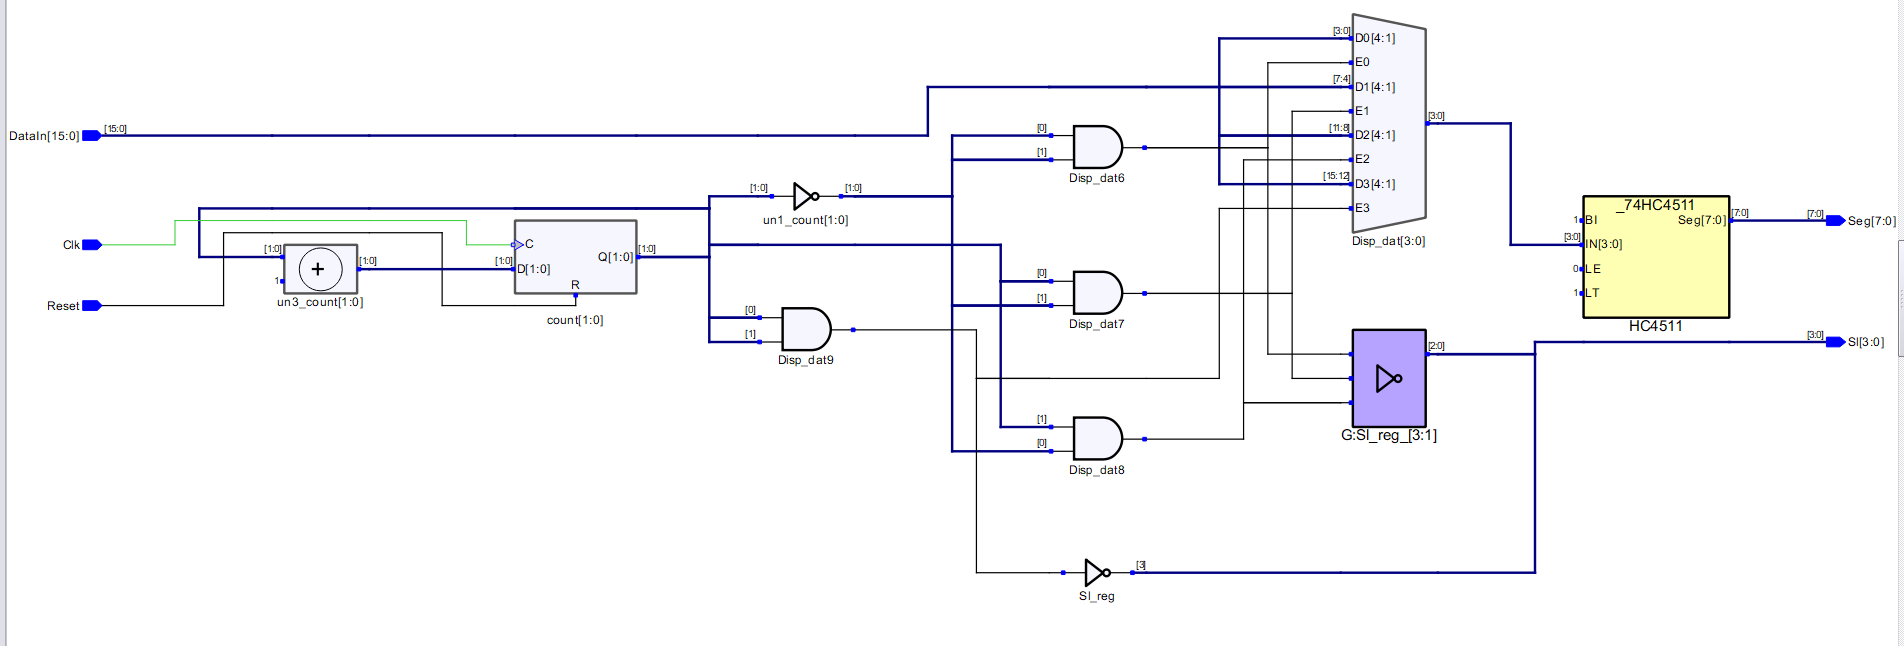 DataIn[15:0]
[15:0]
Clk
Reset
[1:0]
1
[1:0]
un3_count[1:0]
[1:0]
C
D[1:0]
Q[1:0]
R
[1:0]
count[1:0]
[1:0]
[1:0]
un1_count[1:0]
[0]
[1]
Disp_dat9
[0]
[1]
Disp_dat6
[0]
[1]
Disp_dat7
[1]
[0]
Disp_dat8
[3]
SI_reg
[3:0]
D0[4:1]
E0
[7:4]
D1[4:1]
E1
[11:8]
D2[4:1]
E2
[15:12]
D3[4:1]
E3
[3:0]
Disp_dat[3:0]
[2:0]
G:SI_reg_[3:1]
_74HC4511
1
BI
Seg[7:0]
[7:0]
[3:0]
IN[3:0]
0
LE
1
LT
HC4511
[7:0]
Seg[7:0]
[3:0]
SI[3:0]